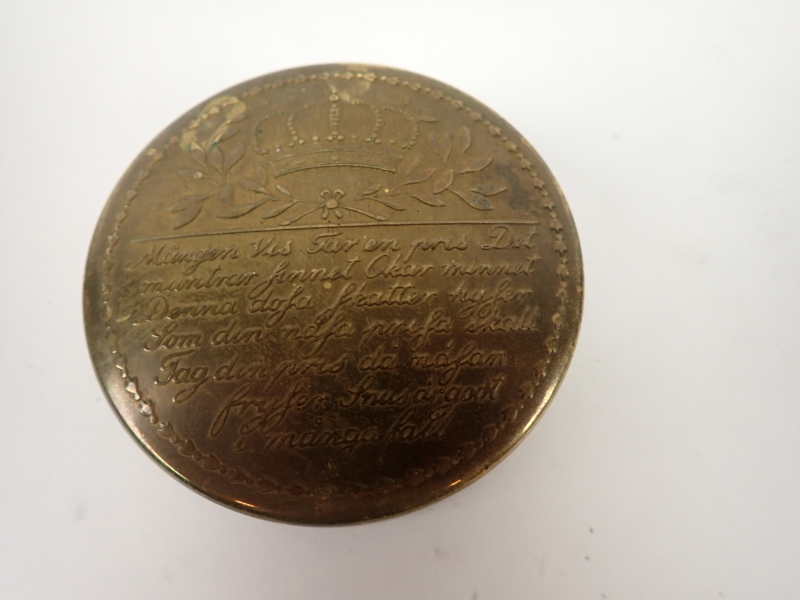 Mången Vis Tar en pris Det
muntrar sinnet Ökar minnet
Denna dosa skatter hyser
Som din näsa prisa skall
Tag din pris då näsan
fryser Snus är gott
i många fall